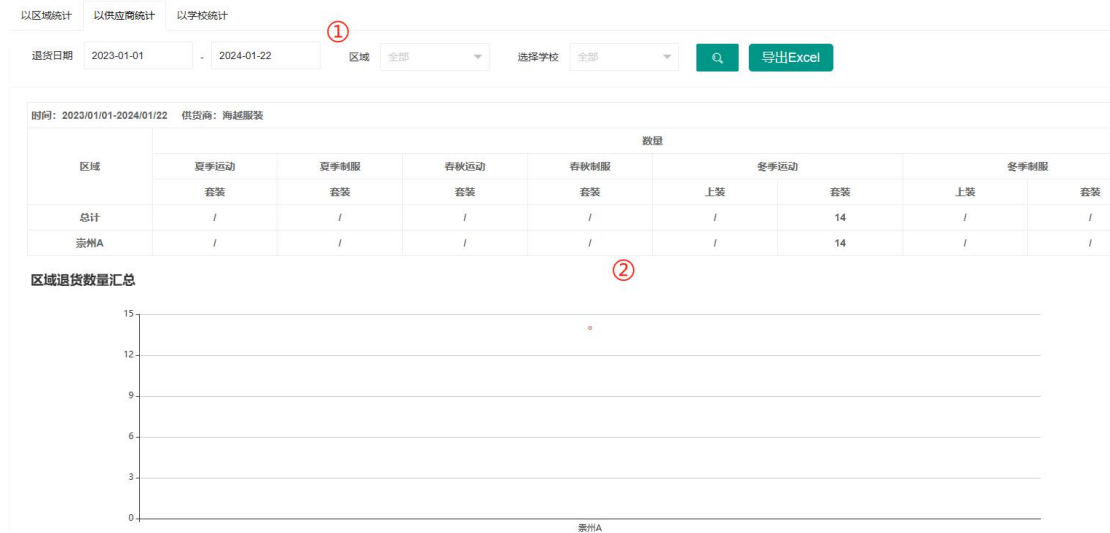 以区域统计 以供应商统计 以学校统计
①
退货日期 2023-01-01 - 2024-01-22 区域 全部 选择学校 全部 导出Excel
时间：2023/01/01-2024/01/22 供货商：海越服装
数量
区域 夏季运动 夏季制服 春秋运动 春秋制服 冬季运动 冬季制服
套装 套装 套装 套装 上装 套装 上装 套装
总计 / / / / / 14 / /
崇州A / / / / / 14 / /
②
区域退货数量汇总
15
12
9
6
3
0
崇州A